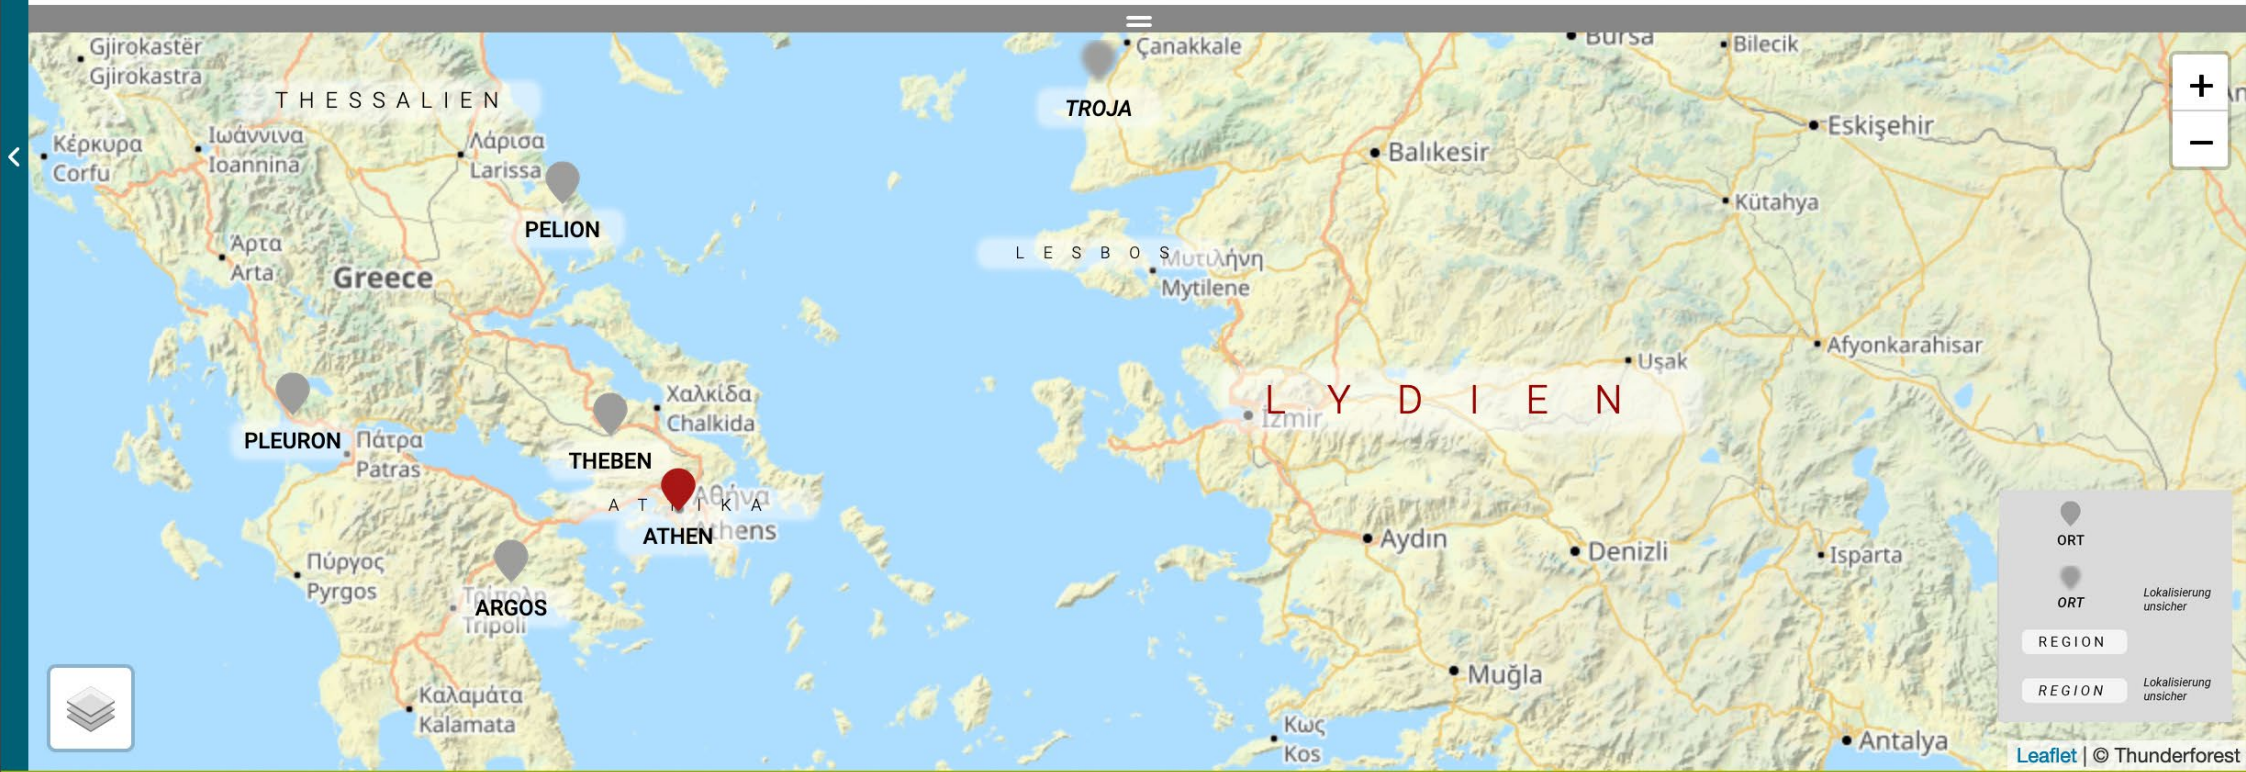 Gjirokastër
Gjirokastra
THESSALIEN
Κέρκυρα
Corfu
Ιωάννινα
Ioannina
Λάρισα
Larissa
PELION
Άρτα
Arta
Greece
TROJA
Çanakkale
Bursa
Bilecik
Balıkesir
Eskişehir
Kütahya
LESBOS
Μυτιλήνη
Mytilene
LYDIEN
İzmir
Uşak
Afyonkarahisar
PLEURON
Πάτρα
Patras
Χαλκίδα
Chalkida
THEBEN
ATTIKA
Αθήνα
Athens
ATHEN
Πύργος
Pyrgos
Τρίπολη
ARGOS
Tripoli
Καλαμάτα
Kalamata
Aydın
Denizli
Isparta
Muğla
Κως
Kos
Antalya
+
−
ORT
ORT
Lokalisierung
unsicher
REGION
REGION
Lokalisierung
unsicher
Leaflet | © Thunderforest